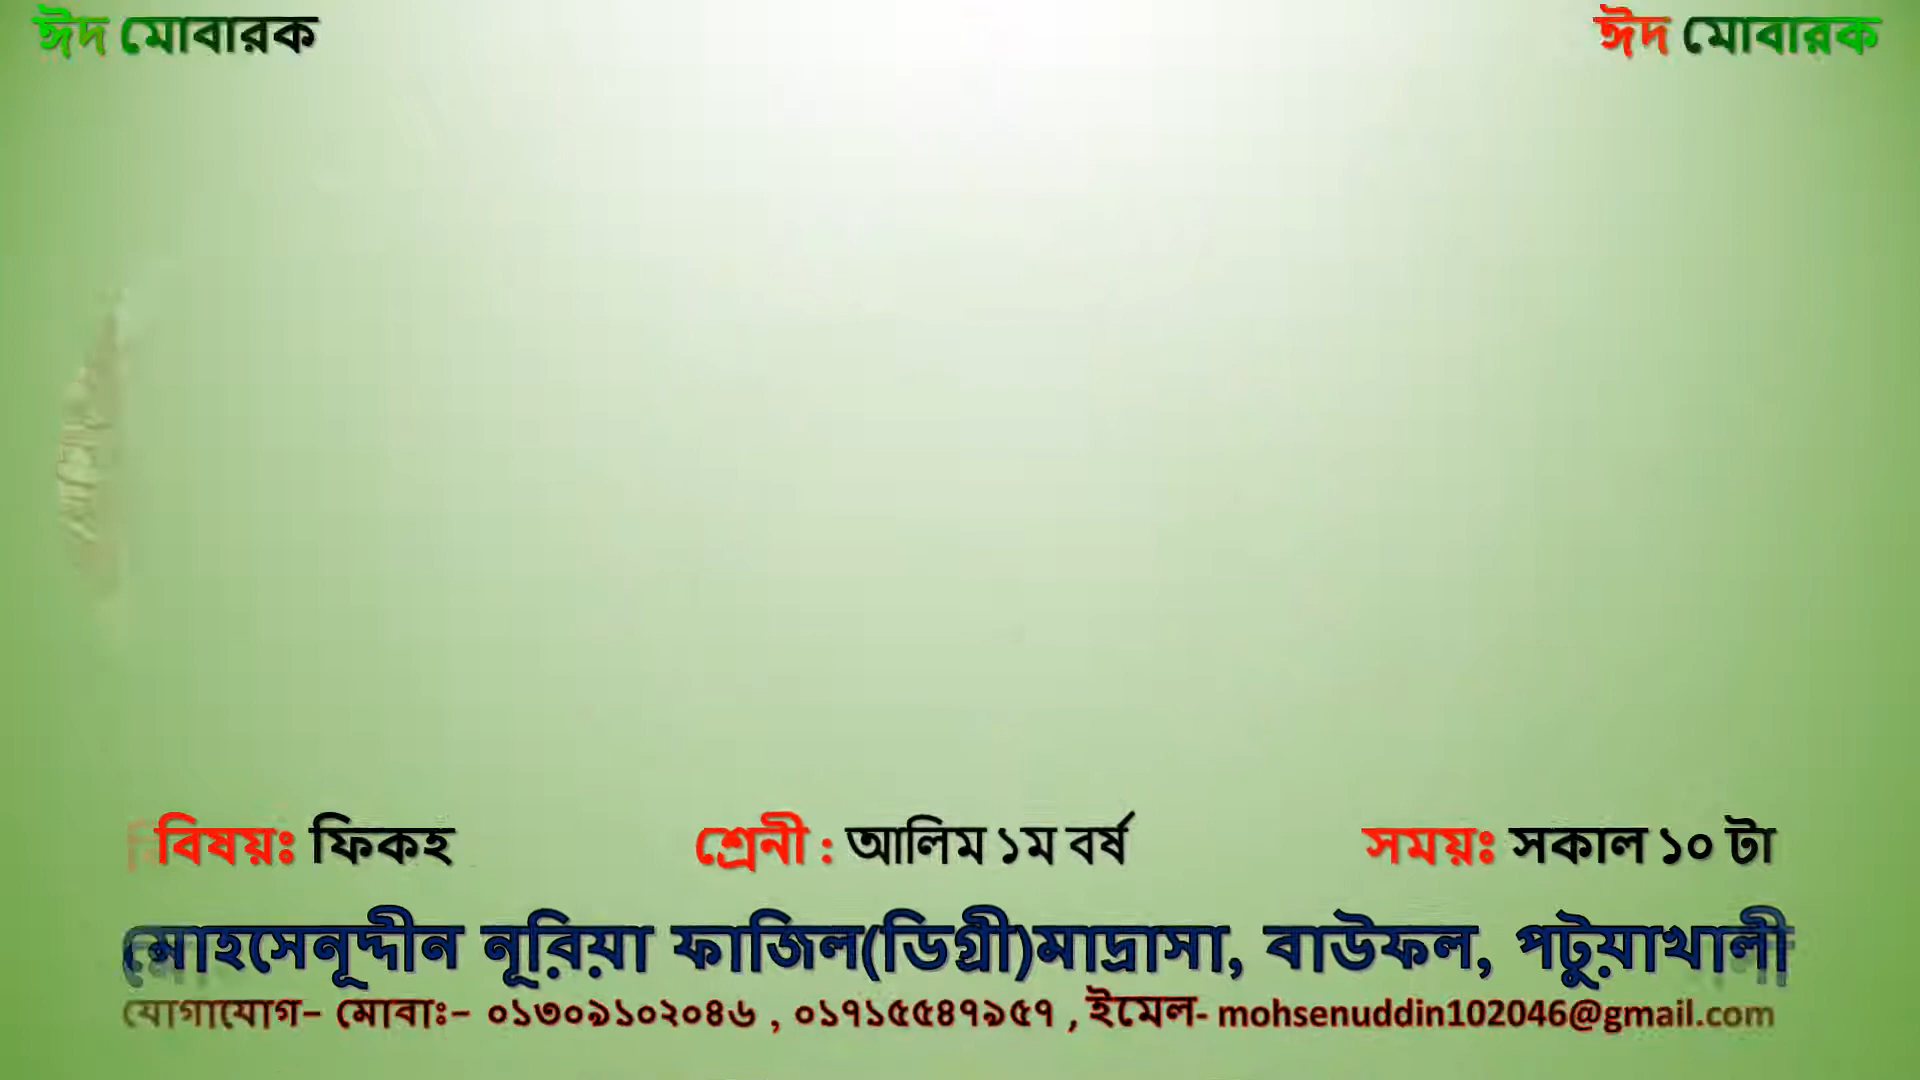 ঈদ মোবারক ঈদ মোবারক
বিষয়ঃ ফিকহ শ্রেনী : আলিম ১ম বর্ষ সময়ঃ সকাল ১০ টা
মোহসেনূদ্দীন নূরিয়া ফাজিল(ডিগ্রী)মাদ্রাসা, বাউফল, পটুয়াখালী
যোগাযোগ– মোবাঃ– ০১৩০৯১০২০৪৬ , ০১৭১৫৫৪৭৯৫৭ , ইমেল- mohsenuddin102046@gmail.com